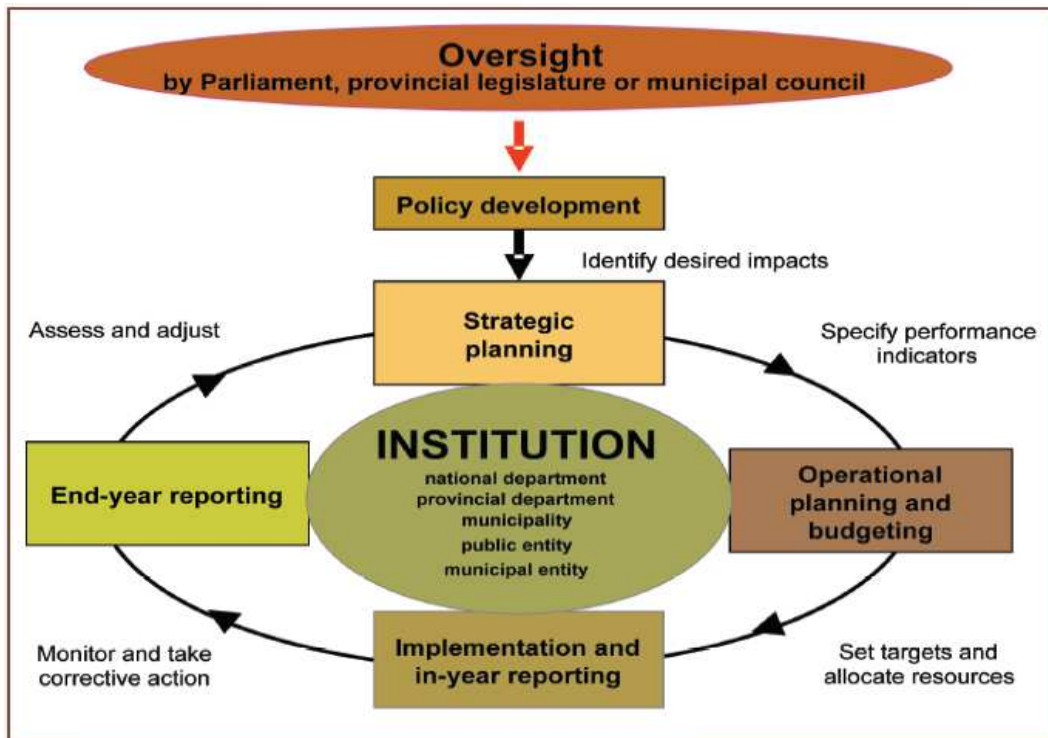 Oversight
by Parliament, provincial legislature or municipal council
Policy development
Identify desired impacts
Strategic
planning
Assess and adjust
Specify performance
indicators
INSTITUTION
national department
provincial department
municipality
public entity
municipal entity
End-year reporting
Operational
planning and
budgeting
Implementation and
in-year reporting
Monitor and take
corrective action
Set targets and
allocate resources